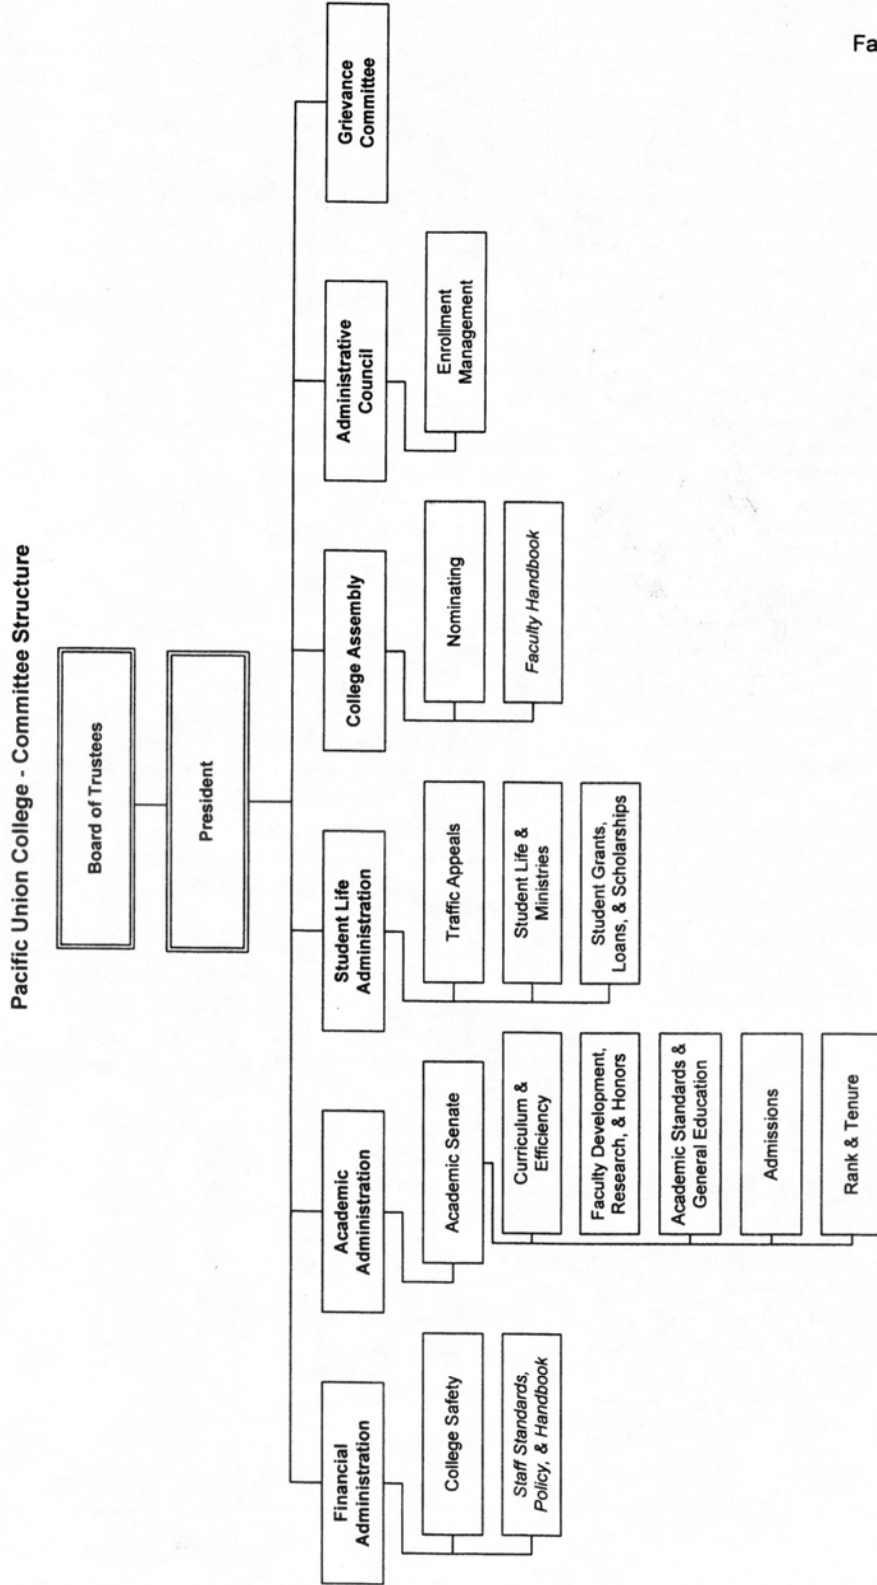 Pacific Union College - Committee Structure
Board of Trustees
President
Financial
Administration
College Safety
Staff Standards,
Policy, & Handbook
Academic
Administration
Academic Senate
Curriculum &
Efficiency
Faculty Development,
Research, & Honors
Academic Standards &
General Education
Admissions
Rank & Tenure
Student Life
Administration
Traffic Appeals
Student Life &
Ministries
Student Grants,
Loans, & Scholarships
College Assembly
Nominating
Faculty Handbook
Administrative
Council
Enrollment
Management
Grievance
Committee
Fa